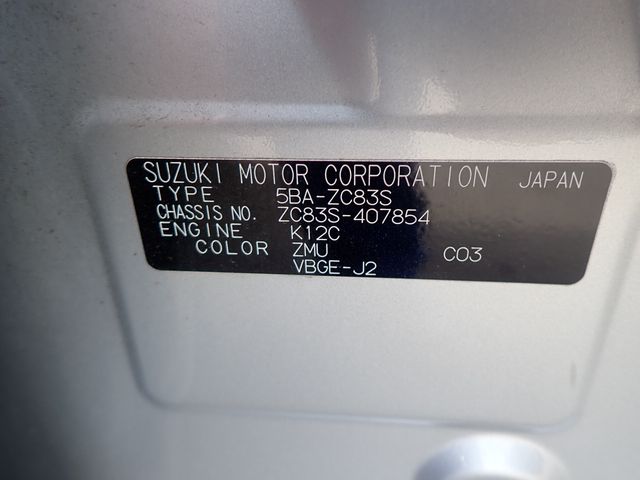 SUZUKI MOTOR CORPORATION JAPAN
TYPE 5BA-ZC83S
CHASSIS NO. ZC83S-407854
ENGINE K12C
COLOR ZMU C03
VBGE-J2